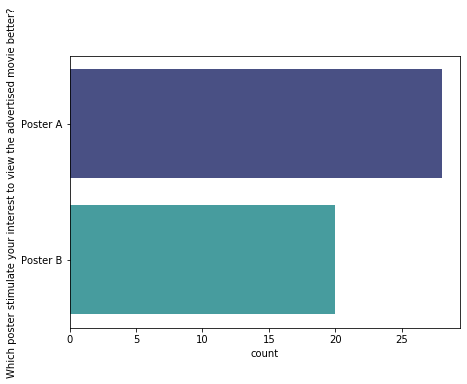 Which poster stimulate your interest to view the advertised movie better?
Poster A
Poster B
0 5 10 15 20 25
count